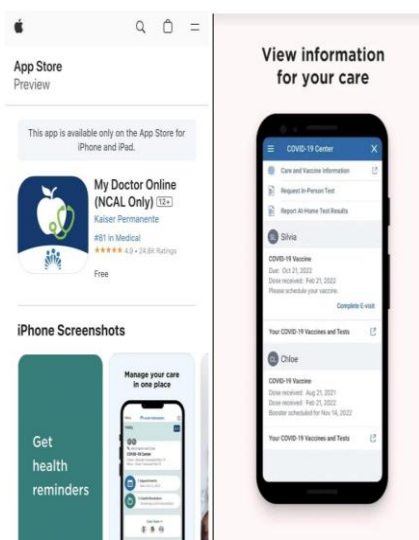 App Store
Preview
This app is available only on the App Store for
iPhone and iPad.
My Doctor Online
(NCAL Only) 12+
Kaiser Permanente
#81 in Medical
★★★★★ 4.9 • 24.8K Ratings
Free
iPhone Screenshots
Get
health
reminders
Manage your care
in one place
COVID-19 Center
View information
for your care
COVID-19 Center X
Care and Vaccine Information
Request In-Person Test
Report At-Home Test Results
Silvia
COVID-19 Vaccine
Due: Oct 21, 2022
Dose received: Feb 21, 2022
Please schedule your vaccine.
Complete E-visit
Your COVID-19 Vaccines and Tests
Chloe
COVID-19 Vaccine
Dose received: Aug 21, 2021
Dose received: Feb 21, 2022
Booster scheduled for Nov 14, 2022
Your COVID-19 Vaccines and Tests